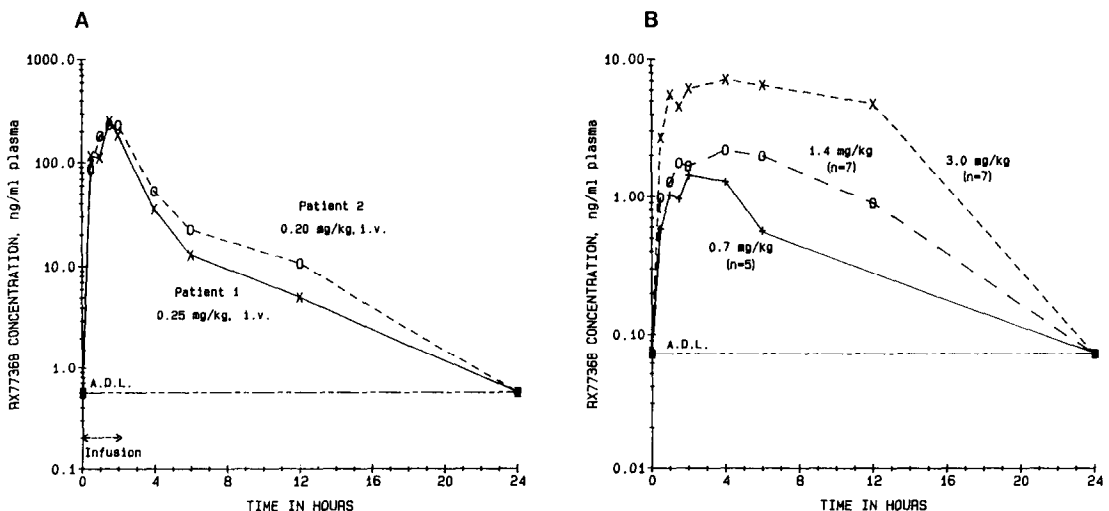 A
RX77368 CONCENTRATION, ng/ml plasma
1000.0
100.0
10.0
1.0
0.1
Patient 2
0.20 mg/kg, i.v.
Patient 1
0.25 mg/kg, i.v.
A.D.L.
Infusion
0 4 8 12 16 20 24
TIME IN HOURS
B
RX77368 CONCENTRATION, ng/ml plasma
10.00
1.00
0.10
0.01
1.4 mg/kg
(n=7)
3.0 mg/kg
(n=7)
0.7 mg/kg
(n=5)
A.D.L.
0 4 8 12 16 20 24
TIME IN HOURS